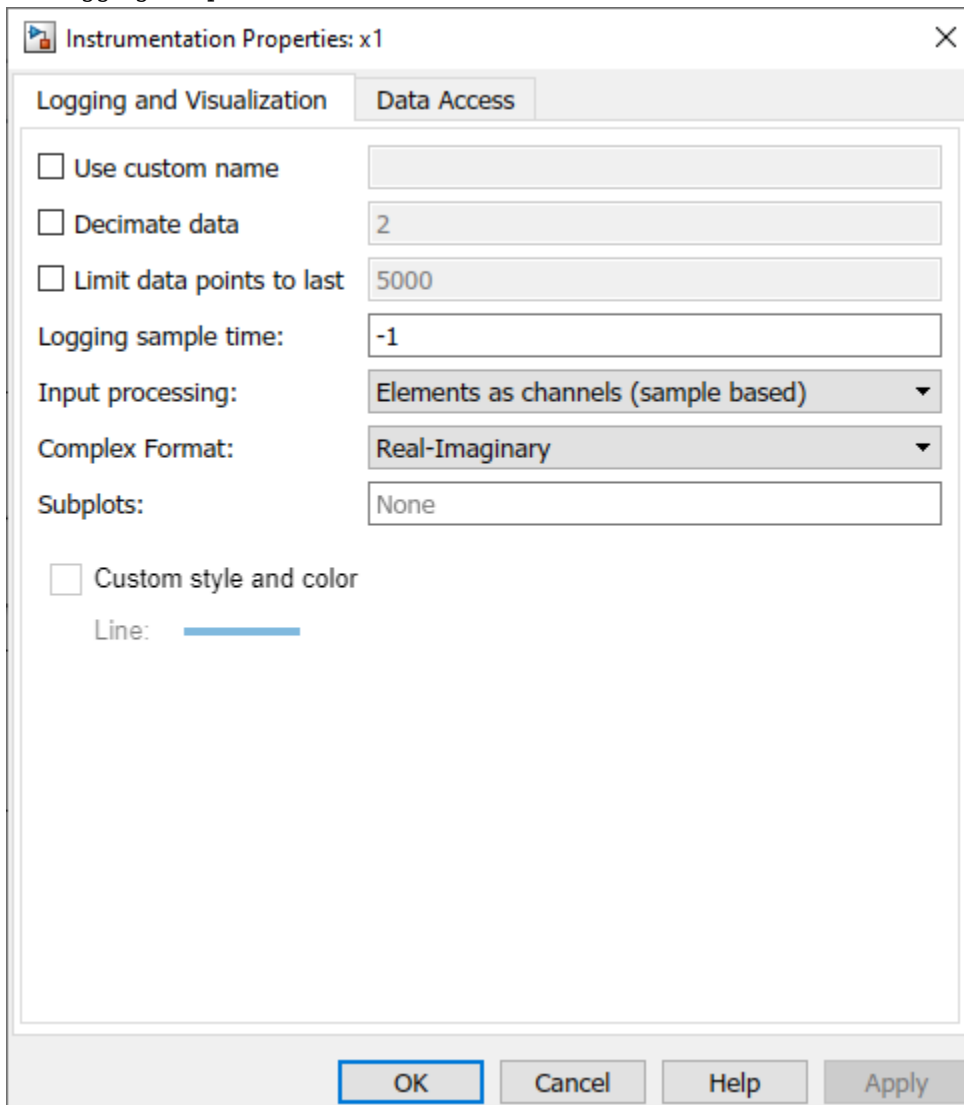 Instrumentation Properties: x1
Logging and Visualization Data Access
Use custom name
Decimate data 2
Limit data points to last 5000
Logging sample time: -1
Input processing: Elements as channels (sample based)
Complex Format: Real-Imaginary
Subplots: None
Custom style and color
Line:
OK Cancel Help Apply